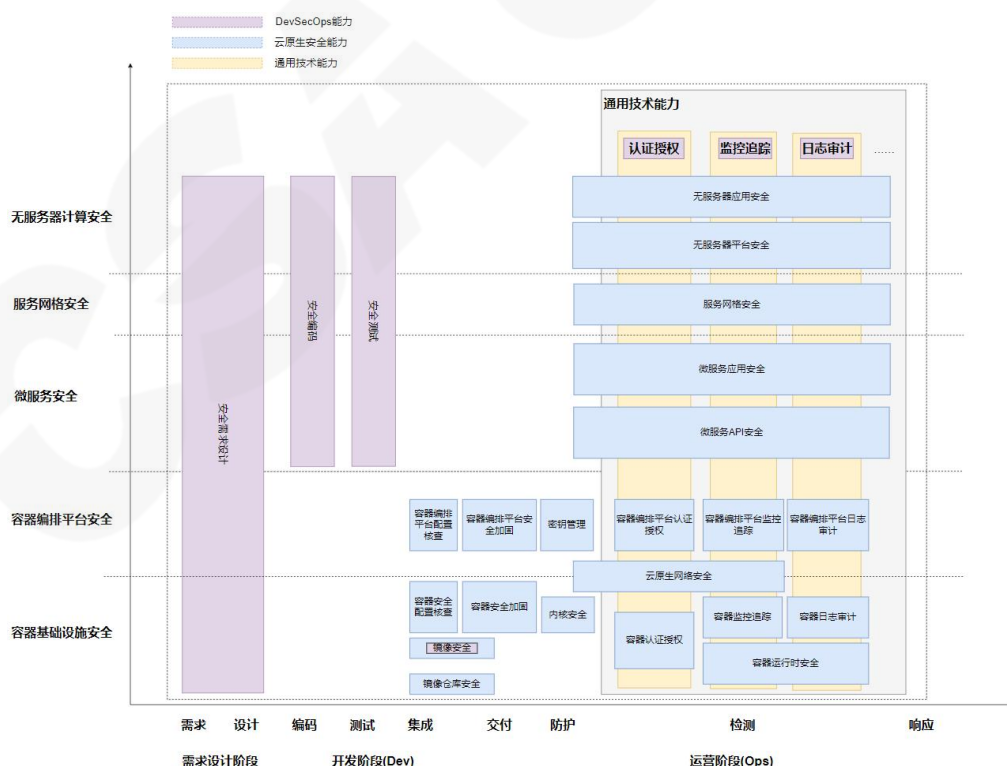 DevSecOps能力
云原生安全能力
通用技术能力
通用技术能力
认证授权
监控追踪
日志审计
......
无服务器计算安全
无服务器应用安全
无服务器平台安全
服务网格安全
服务网格安全
安全编码
安全测试
微服务安全
微服务应用安全
安全需求设计
微服务API安全
容器编排平台安全
容器编排
平台配置
核查
容器编排平台安
全加固
密钥管理
容器编排平台认证
授权
容器编排平台监控
追踪
容器编排平台日志
审计
云原生网络安全
容器基础设施安全
容器安全
配置核查
容器安全加固
内核安全
容器认证授权
容器监控追踪
容器日志审计
镜像安全
容器运行时安全
镜像仓库安全
需求
设计
编码
测试
集成
交付
防护
检测
响应
需求设计阶段
开发阶段(Dev)
运营阶段(Ops)
CSA